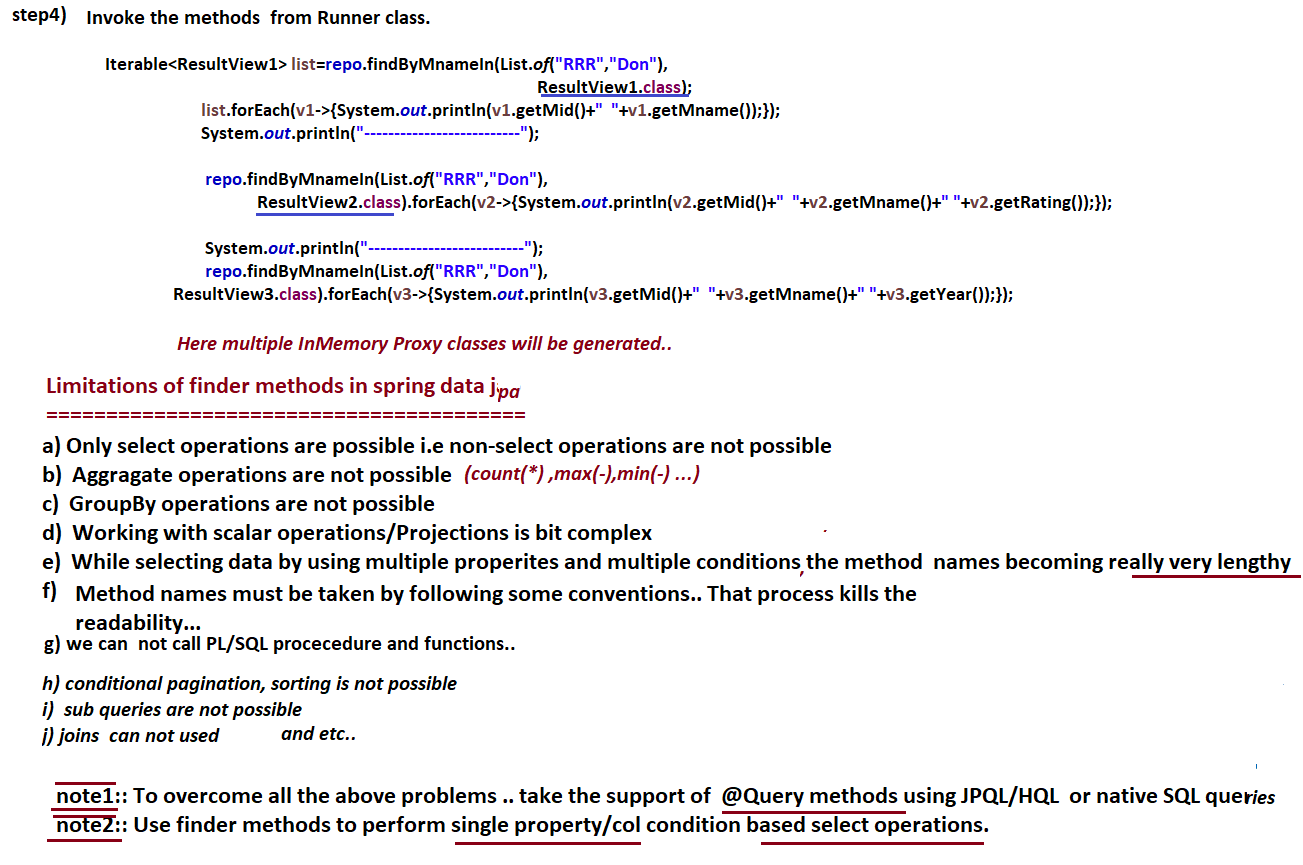 step4) Invoke the methods from Runner class.
Iterable<ResultView1> list=repo.findByMnameIn(List.of("RRR","Don"),
ResultView1.class);
list.forEach(v1->{System.out.println(v1.getMid()+"  "+v1.getMname());});
System.out.println("--------------------------");
repo.findByMnameIn(List.of("RRR","Don"),
ResultView2.class).forEach(v2->{System.out.println(v2.getMid()+"  "+v2.getMname()+" "+v2.getRating());});
System.out.println("--------------------------");
repo.findByMnameIn(List.of("RRR","Don"),
ResultView3.class).forEach(v3->{System.out.println(v3.getMid()+"  "+v3.getMname()+" "+v3.getYear());});
Here multiple InMemory Proxy classes will be generated..
Limitations of finder methods in spring data jpa
========================================
a) Only select operations are possible i.e non-select operations are not possible
b) Aggragate operations are not possible (count(*) ,max(-),min(-) ...)
c) GroupBy operations are not possible
d) Working with scalar operations/Projections is bit complex
e) While selecting data by using multiple properites and multiple conditions, the method names becoming really very lengthy
f) Method names must be taken by following some conventions.. That process kills the
readability...
g) we can not call PL/SQL procecedure and functions..
h) conditional pagination, sorting is not possible
i) sub queries are not possible
j) joins can not used and etc..
note1:: To overcome all the above problems .. take the support of @Query methods using JPQL/HQL or native SQL queries
note2:: Use finder methods to perform single property/col condition based select operations.